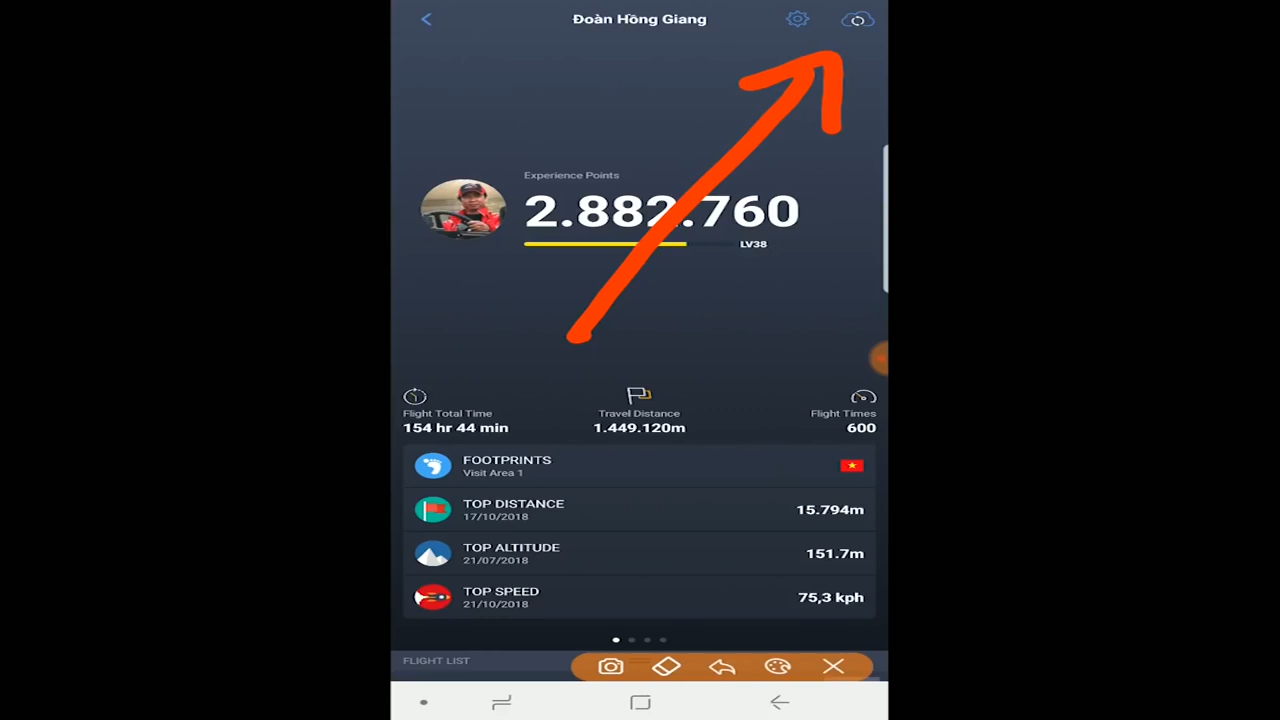 Đoàn Hồng Giang
Experience Points
2.882.760
LV38
Flight Total Time
154 hr 44 min
Travel Distance
1.449.120m
Flight Times
600
FOOTPRINTS
Visit Area 1
TOP DISTANCE
17/10/2018
15.794m
TOP ALTITUDE
21/07/2018
151.7m
TOP SPEED
21/10/2018
75,3 kph
FLIGHT LIST